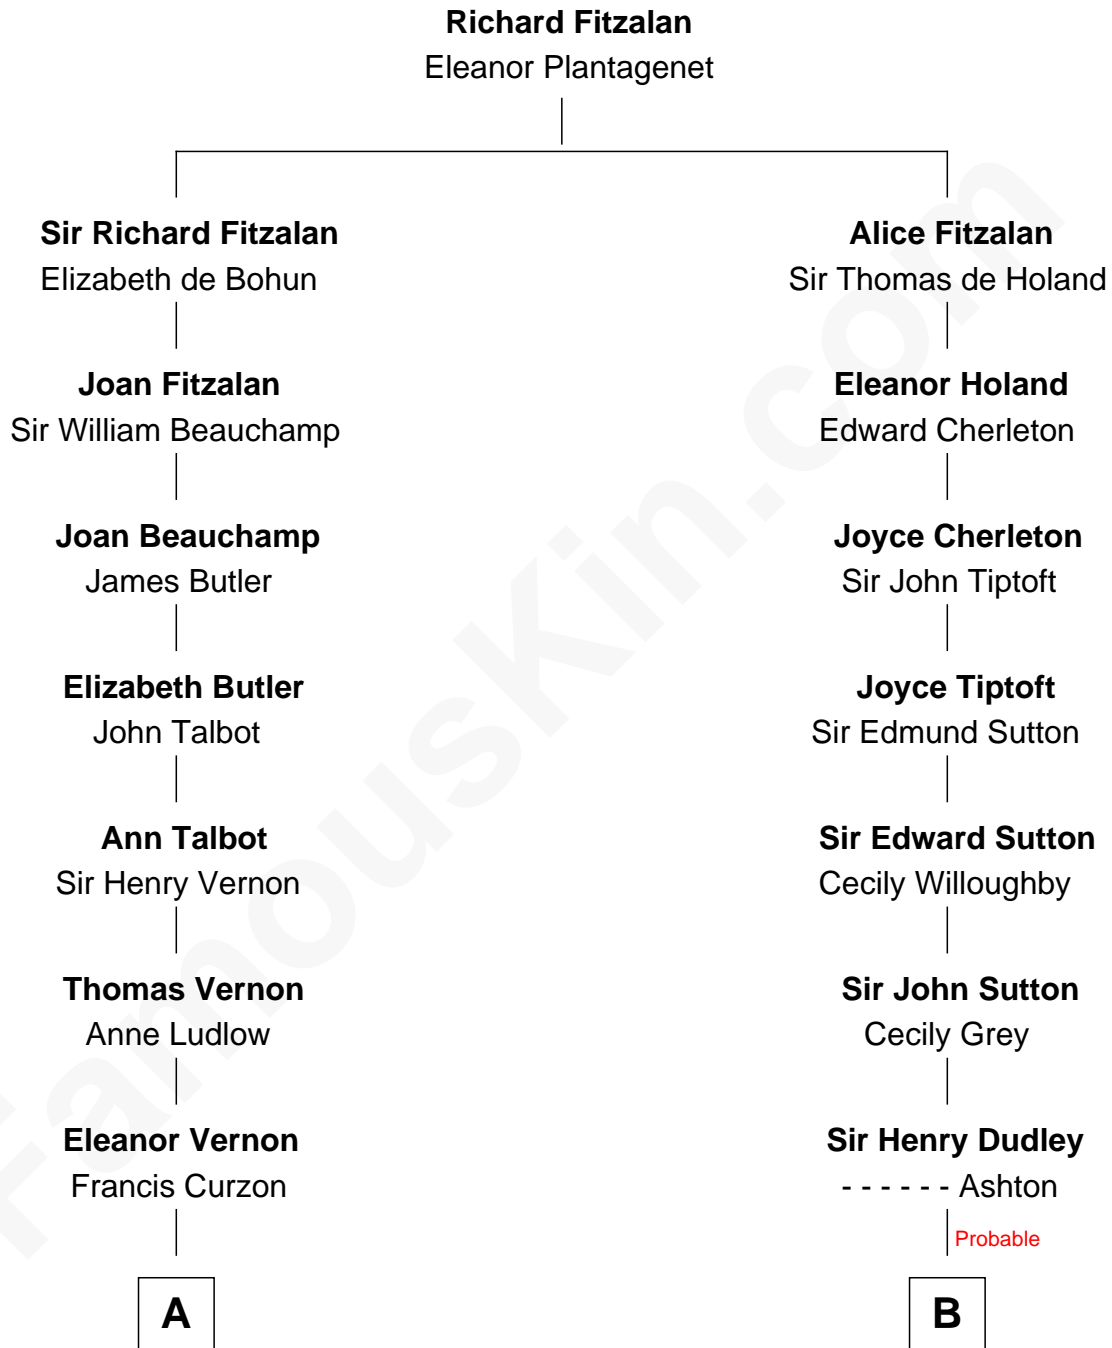 Richard Fitzalan
Eleanor Plantagenet
Sir Richard Fitzalan
Elizabeth de Bohun
Alice Fitzalan
Sir Thomas de Holand
Joan Fitzalan
Sir William Beauchamp
Eleanor Holand
Edward Cherleton
Joan Beauchamp
James Butler
Joyce Cherleton
Sir John Tiptoft
Elizabeth Butler
John Talbot
Joyce Tiptoft
Sir Edmund Sutton
Ann Talbot
Sir Henry Vernon
Sir Edward Sutton
Cecily Willoughby
Thomas Vernon
Anne Ludlow
Sir John Sutton
Cecily Grey
Eleanor Vernon
Francis Curzon
Sir Henry Dudley
- - - - - - Ashton
Probable
A
B
FamousKin.com